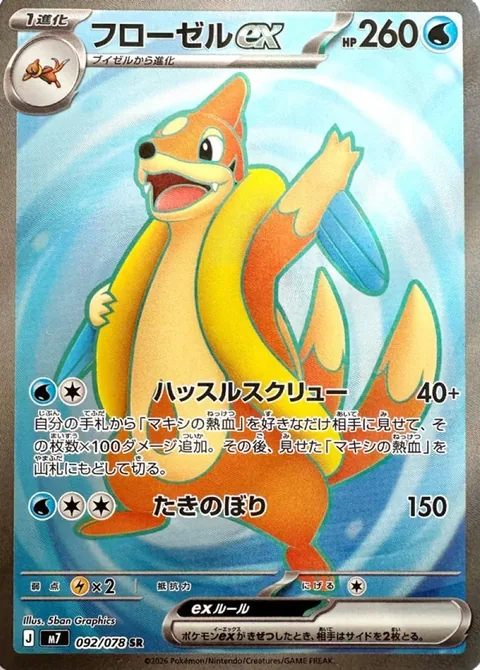 1進化
フローゼルex
HP260
ブイゼルから進化
ハッスルスクリュー 40+
自分の手札から「マキシの熱血」を好きなだけ相手に見せて、そ
の枚数×100ダメージ追加。その後、見せた「マキシの熱血」を
山札にもどして切る。
たきのぼり 150
弱点 ×2 抵抗力 にげる
exルール
ポケモンexがきぜつしたとき、相手はサイドを2枚とる。
Illus. 5ban Graphics
J M7 092/078 SR
©2026 Pokémon/Nintendo/Creatures/GAME FREAK.